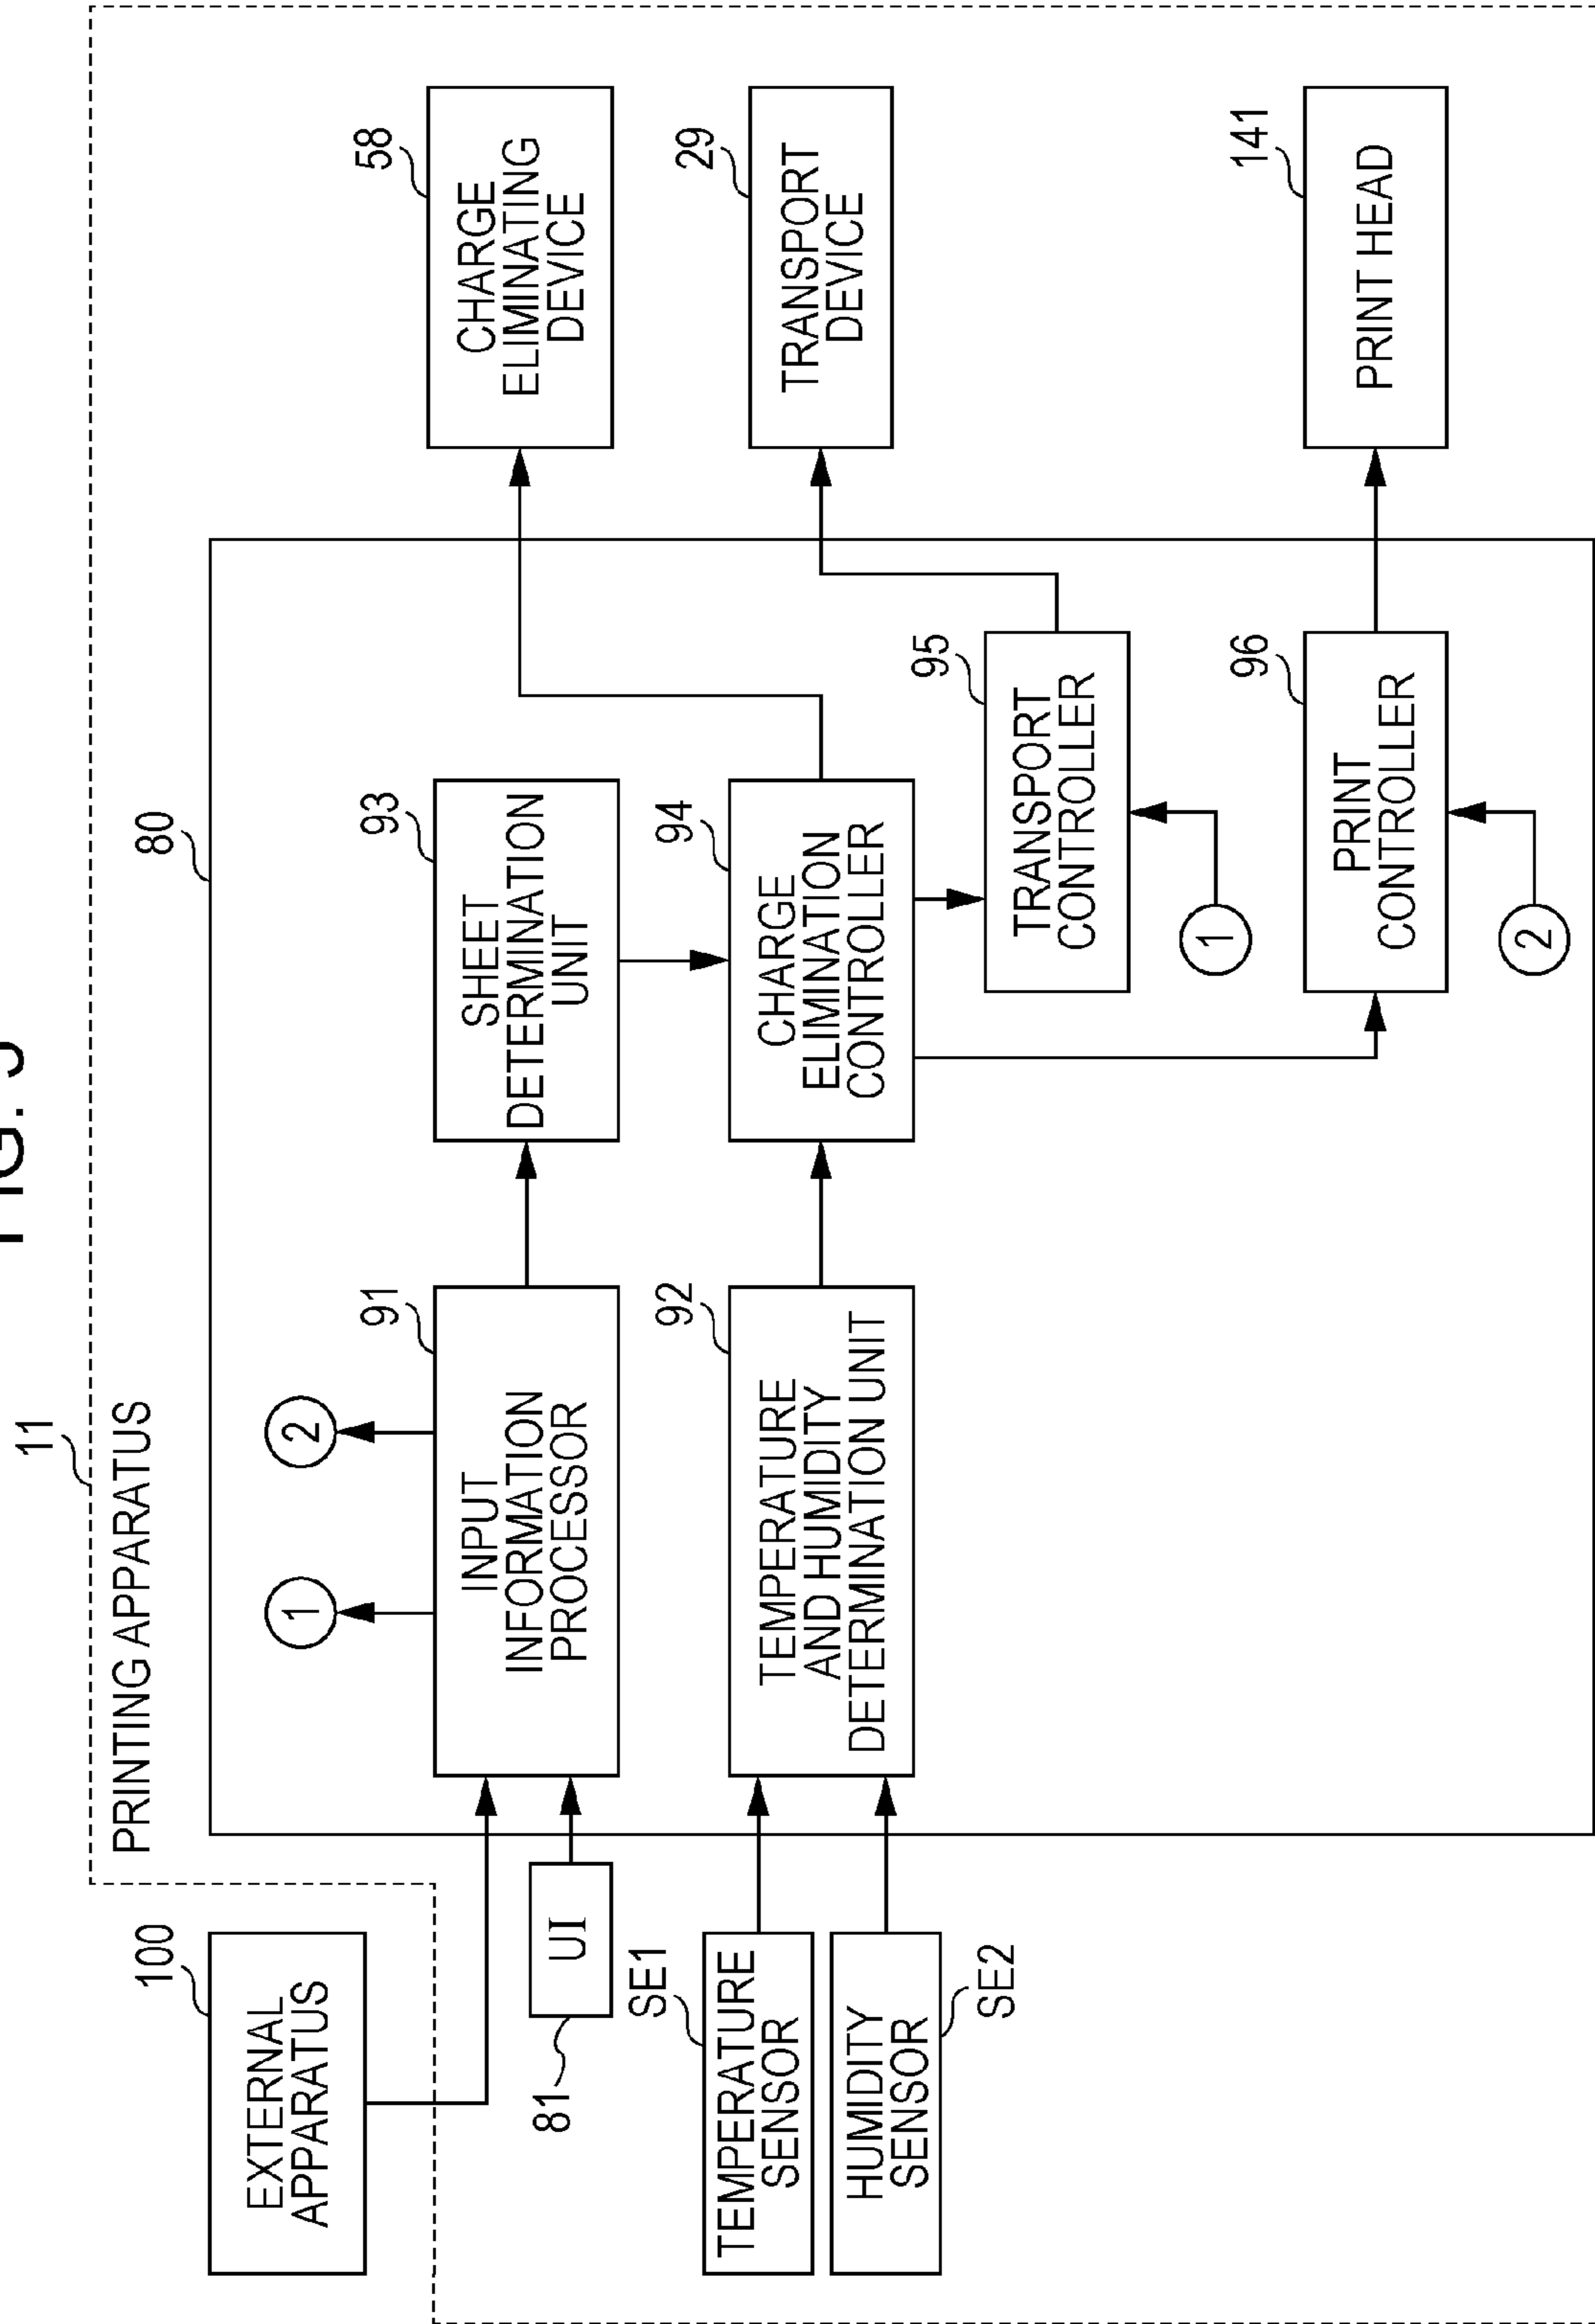 FIG.
11
PRINTING APPARATUS
100
EXTERNAL
APPARATUS
80
1
2
81
UI
91
INPUT
INFORMATION
PROCESSOR
93
SHEET
DETERMINATION
UNIT
58
CHARGE
ELIMINATING
DEVICE
SE1
TEMPERATURE
SENSOR
HUMIDITY
SENSOR
SE2
92
TEMPERATURE
AND HUMIDITY
DETERMINATION UNIT
94
CHARGE
ELIMINATION
CONTROLLER
29
TRANSPORT
DEVICE
95
TRANSPORT
CONTROLLER
1
96
PRINT
CONTROLLER
2
141
PRINT HEAD